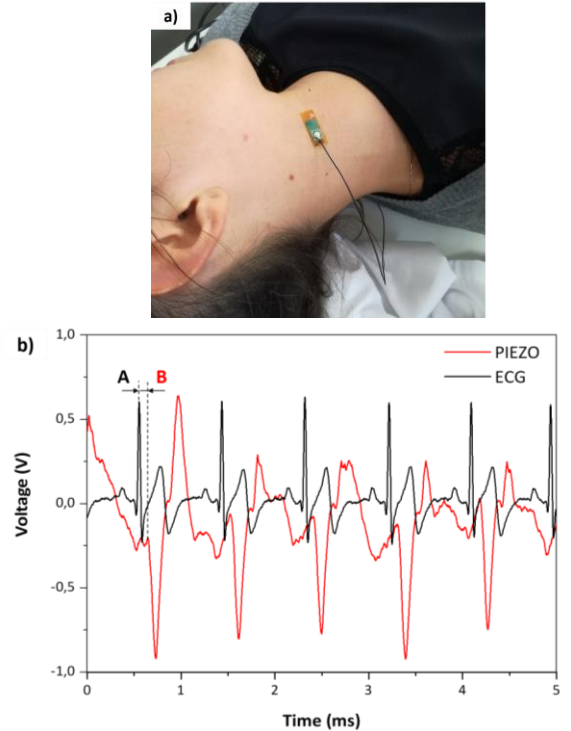 a)
b)
1,0
PIEZO
ECG
A B
0,5
0,0
-0,5
-1,0
Voltage (V)
0 1 2 3 4 5
Time (ms)